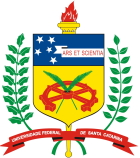 ARS ET SCIENTIA
UNIVERSIDADE FEDERAL DE SANTA CATARINA